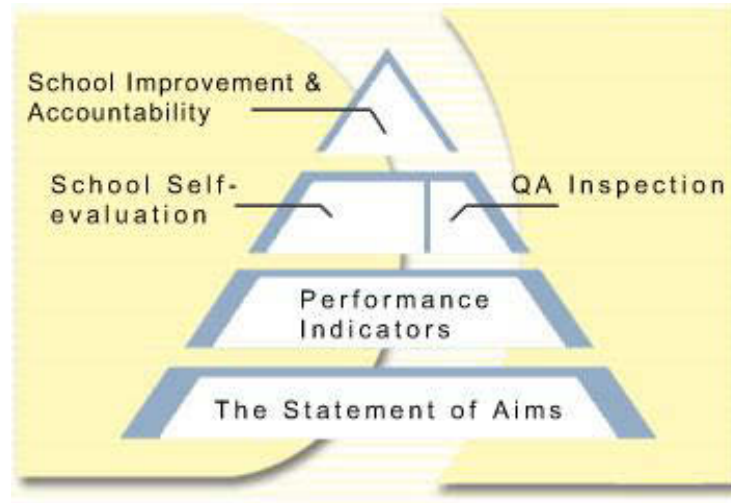 School Improvement &
Accountability
School Self-
evaluation
QA Inspection
Performance
Indicators
The Statement of Aims